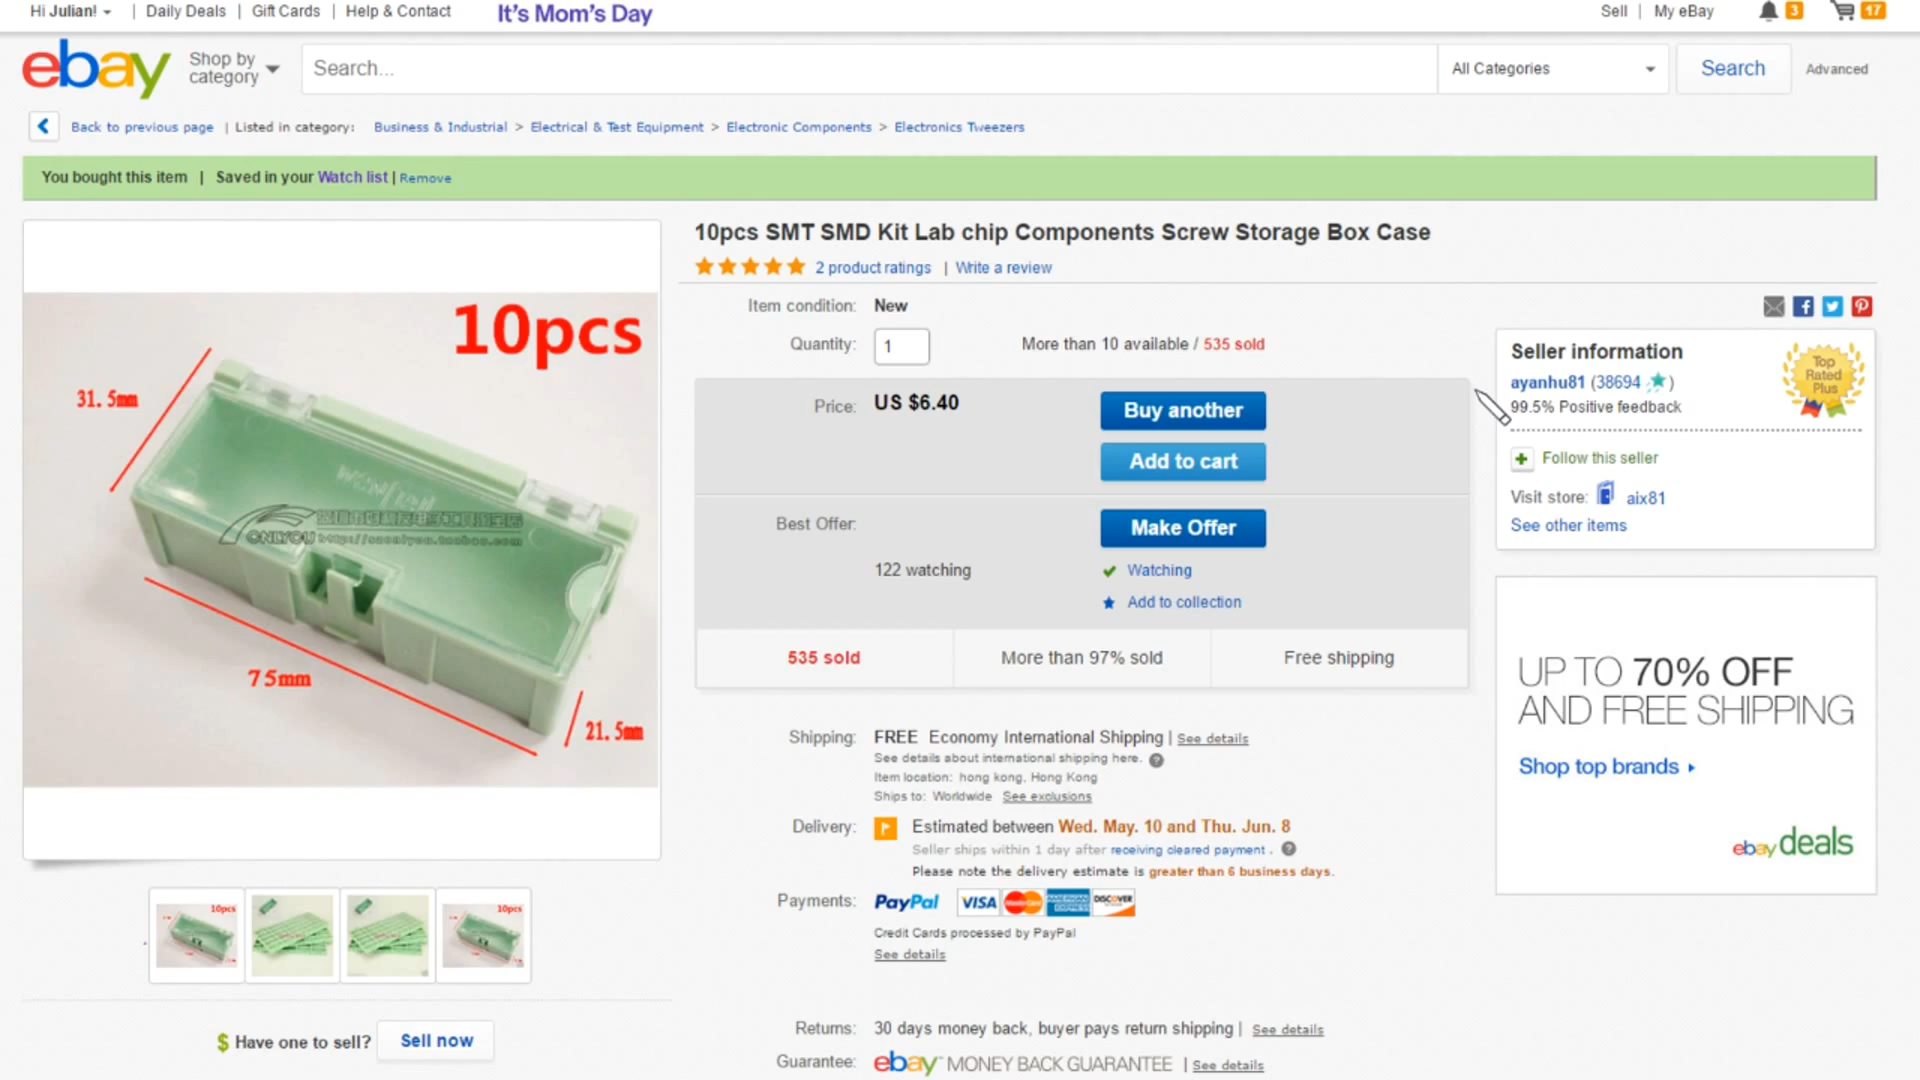 Hi Julian! | Daily Deals | Gift Cards | Help & Contact It's Mom's Day Sell | My eBay 3 17
ebay Shop by category Search... All Categories Search Advanced
Back to previous page | Listed in category: Business & Industrial > Electrical & Test Equipment > Electronic Components > Electronics Tweezers
You bought this item | Saved in your Watch list | Remove
10pcs SMT SMD Kit Lab chip Components Screw Storage Box Case
2 product ratings | Write a review
Item condition: New
Quantity: 1 More than 10 available / 535 sold
Price: US $6.40 Buy another
Add to cart
Best Offer: Make Offer
122 watching Watching
Add to collection
535 sold More than 97% sold Free shipping
Seller information
ayanhu81 (38694)
99.5% Positive feedback
Top Rated Plus
Follow this seller
Visit store: aix81
See other items
10pcs
31.5mm
ONLYOU http://szonlyou.taobao.com
75mm
21.5mm
10pcs
10pcs
$ Have one to sell? Sell now
Shipping: FREE Economy International Shipping | See details
See details about international shipping here. ?
Item location: hong kong, Hong Kong
Ships to: Worldwide See exclusions
Delivery: Estimated between Wed. May. 10 and Thu. Jun. 8
Seller ships within 1 day after receiving cleared payment . ?
Please note the delivery estimate is greater than 6 business days.
Payments: PayPal VISA MasterCard AMERICAN EXPRESS DISCOVER
Credit Cards processed by PayPal
See details
Returns: 30 days money back, buyer pays return shipping | See details
Guarantee: ebay MONEY BACK GUARANTEE | See details
UP TO 70% OFF
AND FREE SHIPPING
Shop top brands
ebay deals